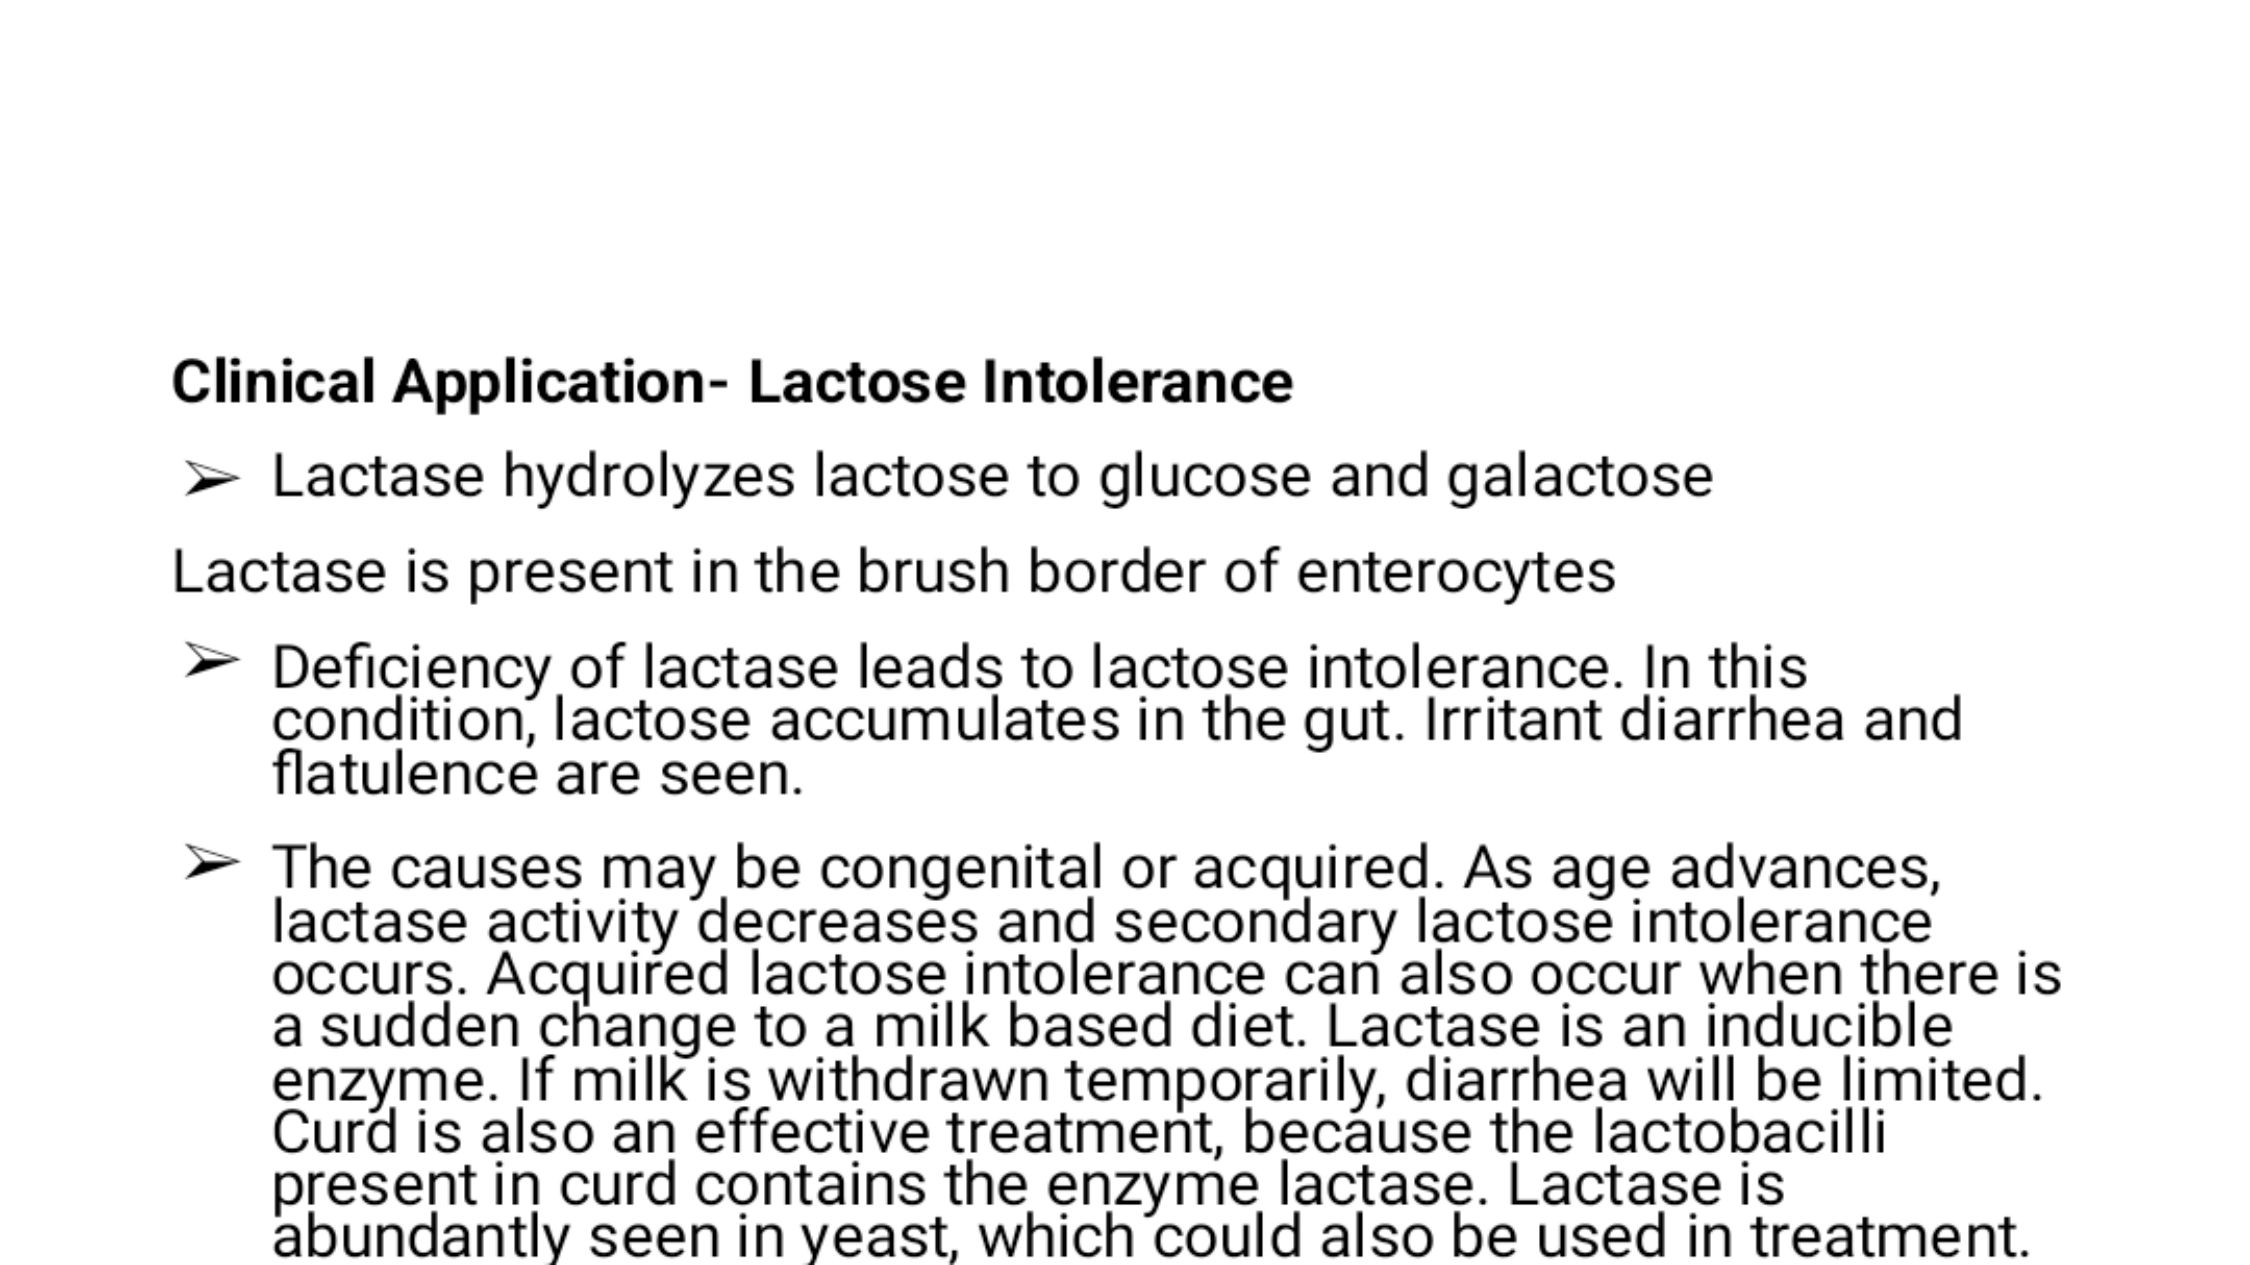 Clinical Application- Lactose Intolerance
➢ Lactase hydrolyzes lactose to glucose and galactose
Lactase is present in the brush border of enterocytes
➢ Deficiency of lactase leads to lactose intolerance. In this
condition, lactose accumulates in the gut. Irritant diarrhea and
flatulence are seen.
➢ The causes may be congenital or acquired. As age advances,
lactase activity decreases and secondary lactose intolerance
occurs. Acquired lactose intolerance can also occur when there is
a sudden change to a milk based diet. Lactase is an inducible
enzyme. If milk is withdrawn temporarily, diarrhea will be limited.
Curd is also an effective treatment, because the lactobacilli
present in curd contains the enzyme lactase. Lactase is
abundantly seen in yeast, which could also be used in treatment.